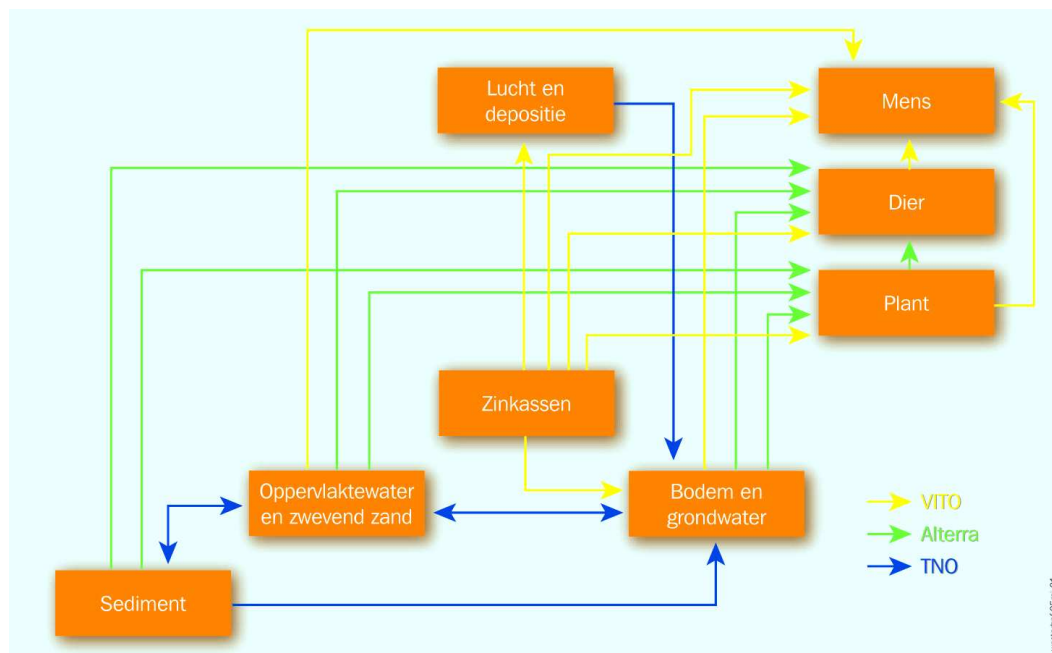 Lucht en
depositie
Mens
Dier
Plant
Zinkassen
Oppervlaktewater
en zwevend zand
Bodem en
grondwater
Sediment
VITO
Alterra
TNO